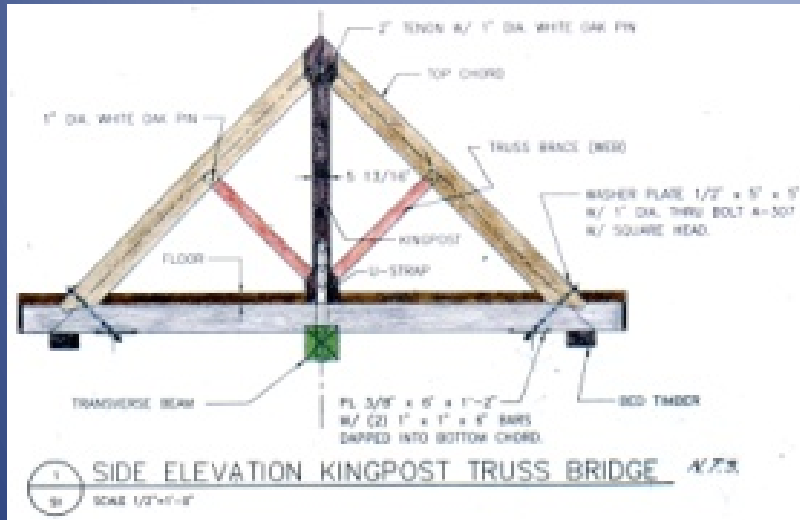 2" TENON W/ 1" DIA. WHITE OAK PIN
TOP CHORD
1" DIA. WHITE OAK PIN
TRUSS BRACE (WEB)
5 13/16"
WASHER PLATE 1/2" x 5" x 5"
W/ 1" DIA. THRU BOLT A-307
W/ SQUARE HEAD.
KINGPOST
FLOOR
U-STRAP
TRANSVERSE BEAM
PL 3/8" x 6" x 1'-2"
W/ (2) 1" x 1" x 6" BARS
DAPPED INTO BOTTOM CHORD.
BED TIMBER
1
SIDE ELEVATION KINGPOST TRUSS BRIDGE N.T.S.
SCALE 1/2"=1'-0"